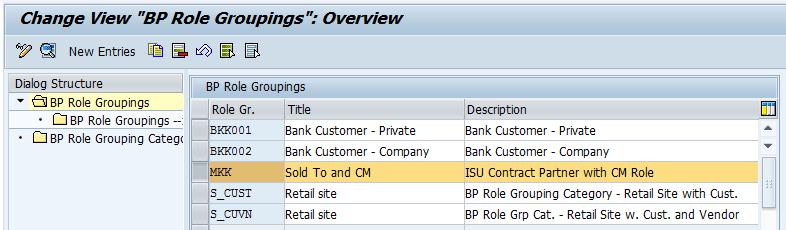 Change View "BP Role Groupings": Overview
New Entries
Dialog Structure
BP Role Groupings
BP Role Groupings --
BP Role Grouping Categ
BP Role Groupings
Role Gr. Title Description
BKK001 Bank Customer - Private Bank Customer - Private
BKK002 Bank Customer - Company Bank Customer - Company
MKK Sold To and CM ISU Contract Partner with CM Role
S_CUST Retail site BP Role Grouping Category - Retail Site with Cust.
S_CUVN Retail site BP Role Grp Cat. - Retail Site w. Cust. and Vendor